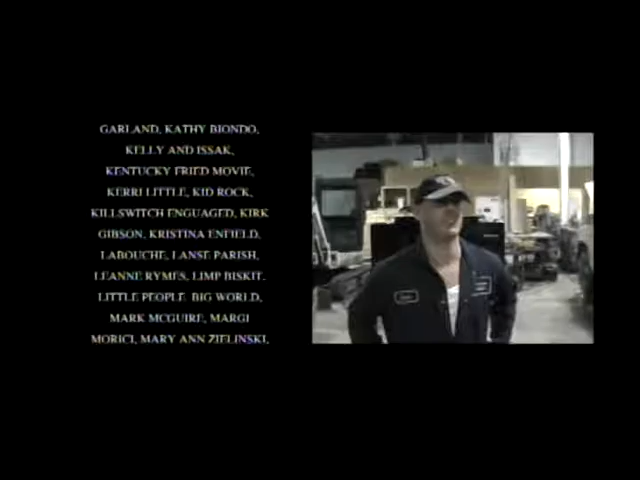 GARLAND, KATHY BIONDO,
KELLY AND ISSAK,
KENTUCKY FRIED MOVIE,
KERRI LITTLE, KID ROCK,
KILLSWITCH ENGUAGED, KIRK
GIBSON, KRISTINA ENFIELD,
LABOUCHE, LANSE PARISH,
LEANNE RYMES, LIMP BISKIT,
LITTLE PEOPLE BIG WORLD,
MARK MCGUIRE, MARGI
MORICI, MARY ANN ZIELINSKI,